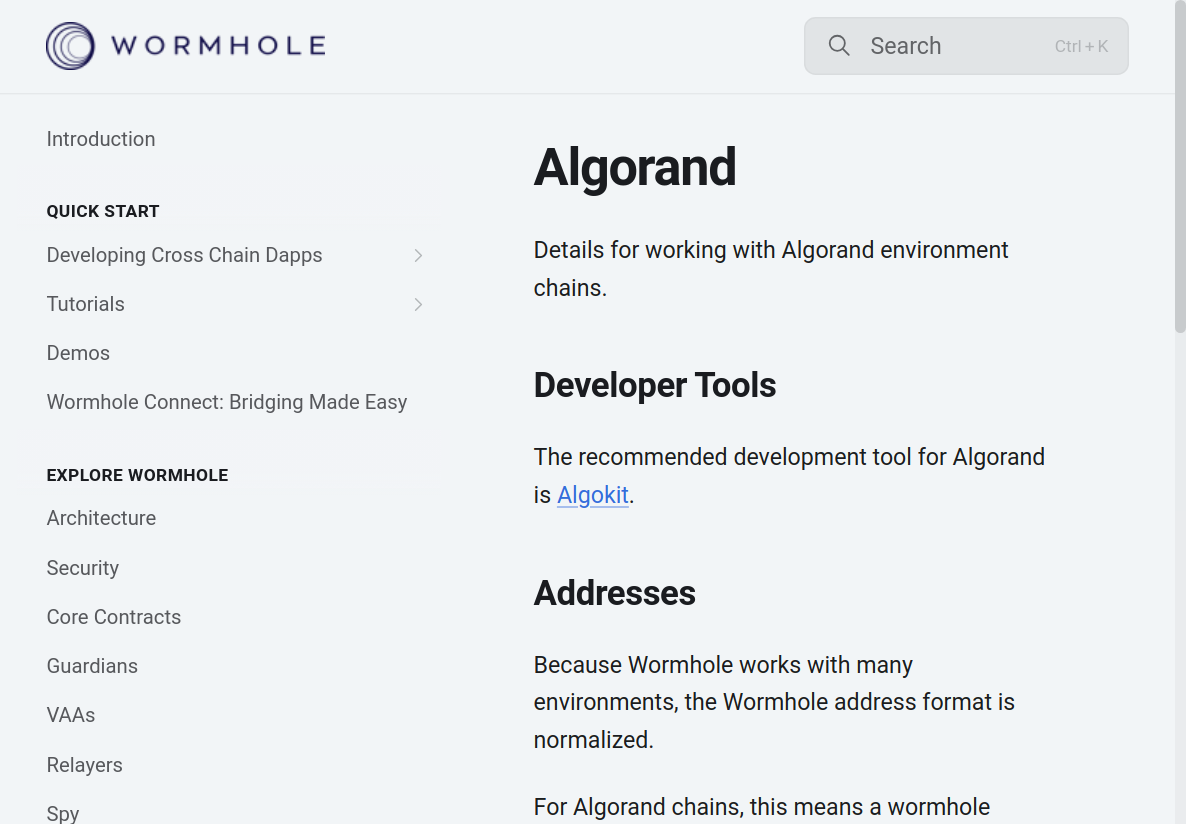 WORMHOLE
Search
Ctrl + K
Introduction
QUICK START
Developing Cross Chain Dapps
Tutorials
Demos
Wormhole Connect: Bridging Made Easy
EXPLORE WORMHOLE
Architecture
Security
Core Contracts
Guardians
VAAs
Relayers
Spy
Algorand
Details for working with Algorand environment
chains.
Developer Tools
The recommended development tool for Algorand
is Algokit.
Addresses
Because Wormhole works with many
environments, the Wormhole address format is
normalized.
For Algorand chains, this means a wormhole